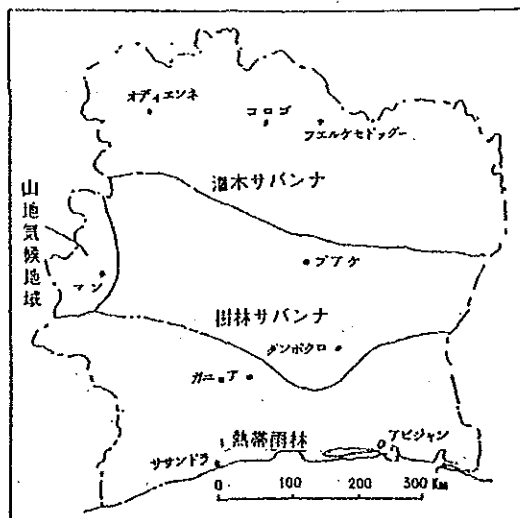 オディエンネ
コロゴ
フェルケセドゥグー
灌木サバンナ
山地気候地域
マン
ブアケ
樹林サバンナ
ダンボクロ
ガニョア
熱帯雨林
アビジャン
ササンドラ
0 100 200 300 Km